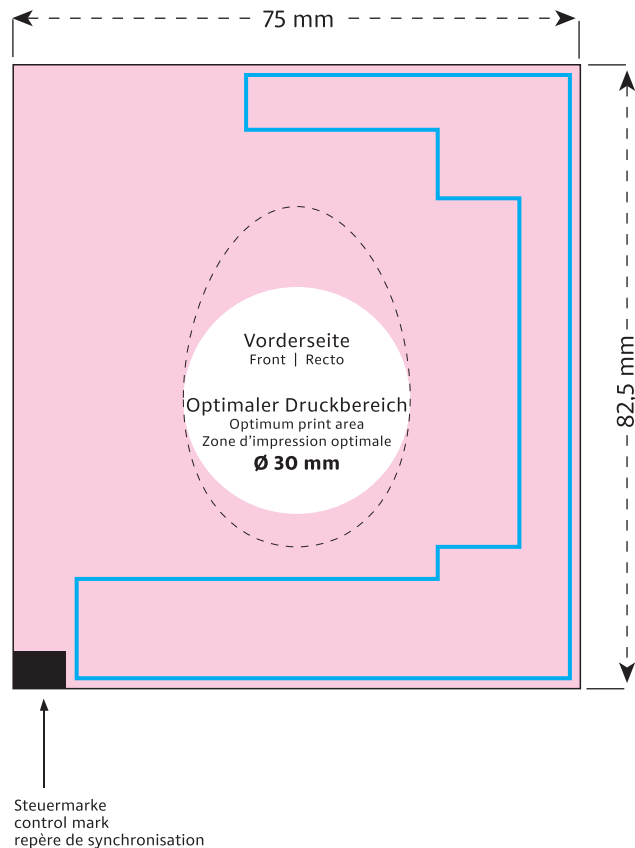 75 mm
82,5 mm
Vorderseite
Front | Recto
Optimaler Druckbereich
Optimum print area
Zone d'impression optimale
Ø 30 mm
Steuermarke
control mark
repère de synchronisation